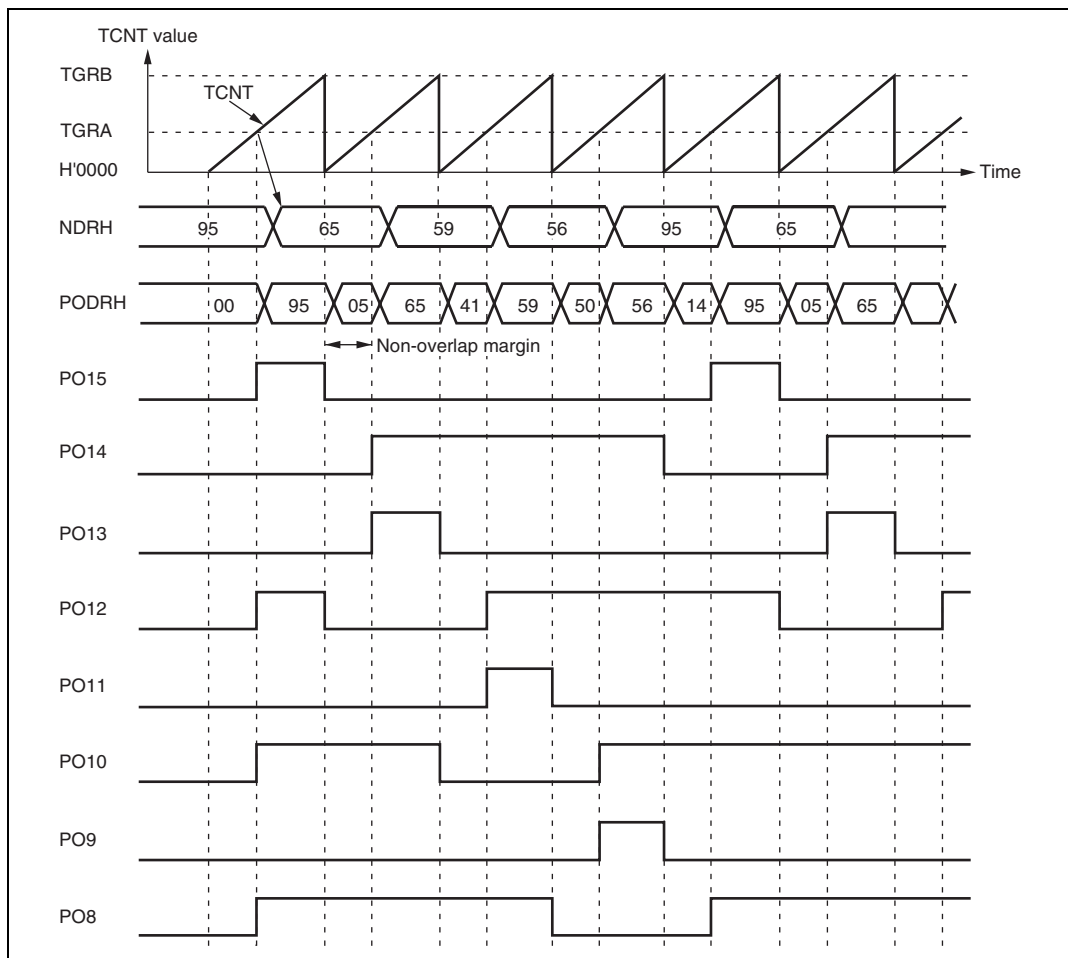 TCNT value
TGRB
TCNT
TGRA
H'0000
Time
NDRH 95 65 59 56 95 65
PODRH 00 95 05 65 41 59 50 56 14 95 05 65
Non-overlap margin
PO15
PO14
PO13
PO12
PO11
PO10
PO9
PO8